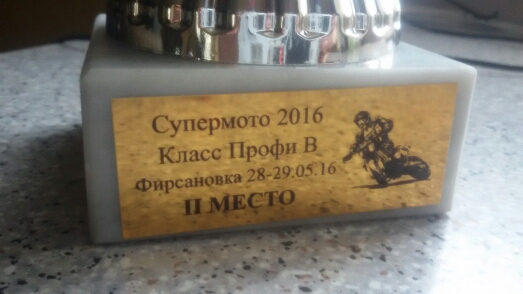 Супермото 2016
Класс Профи В
Фирсановка 28-29.05.16
II МЕСТО